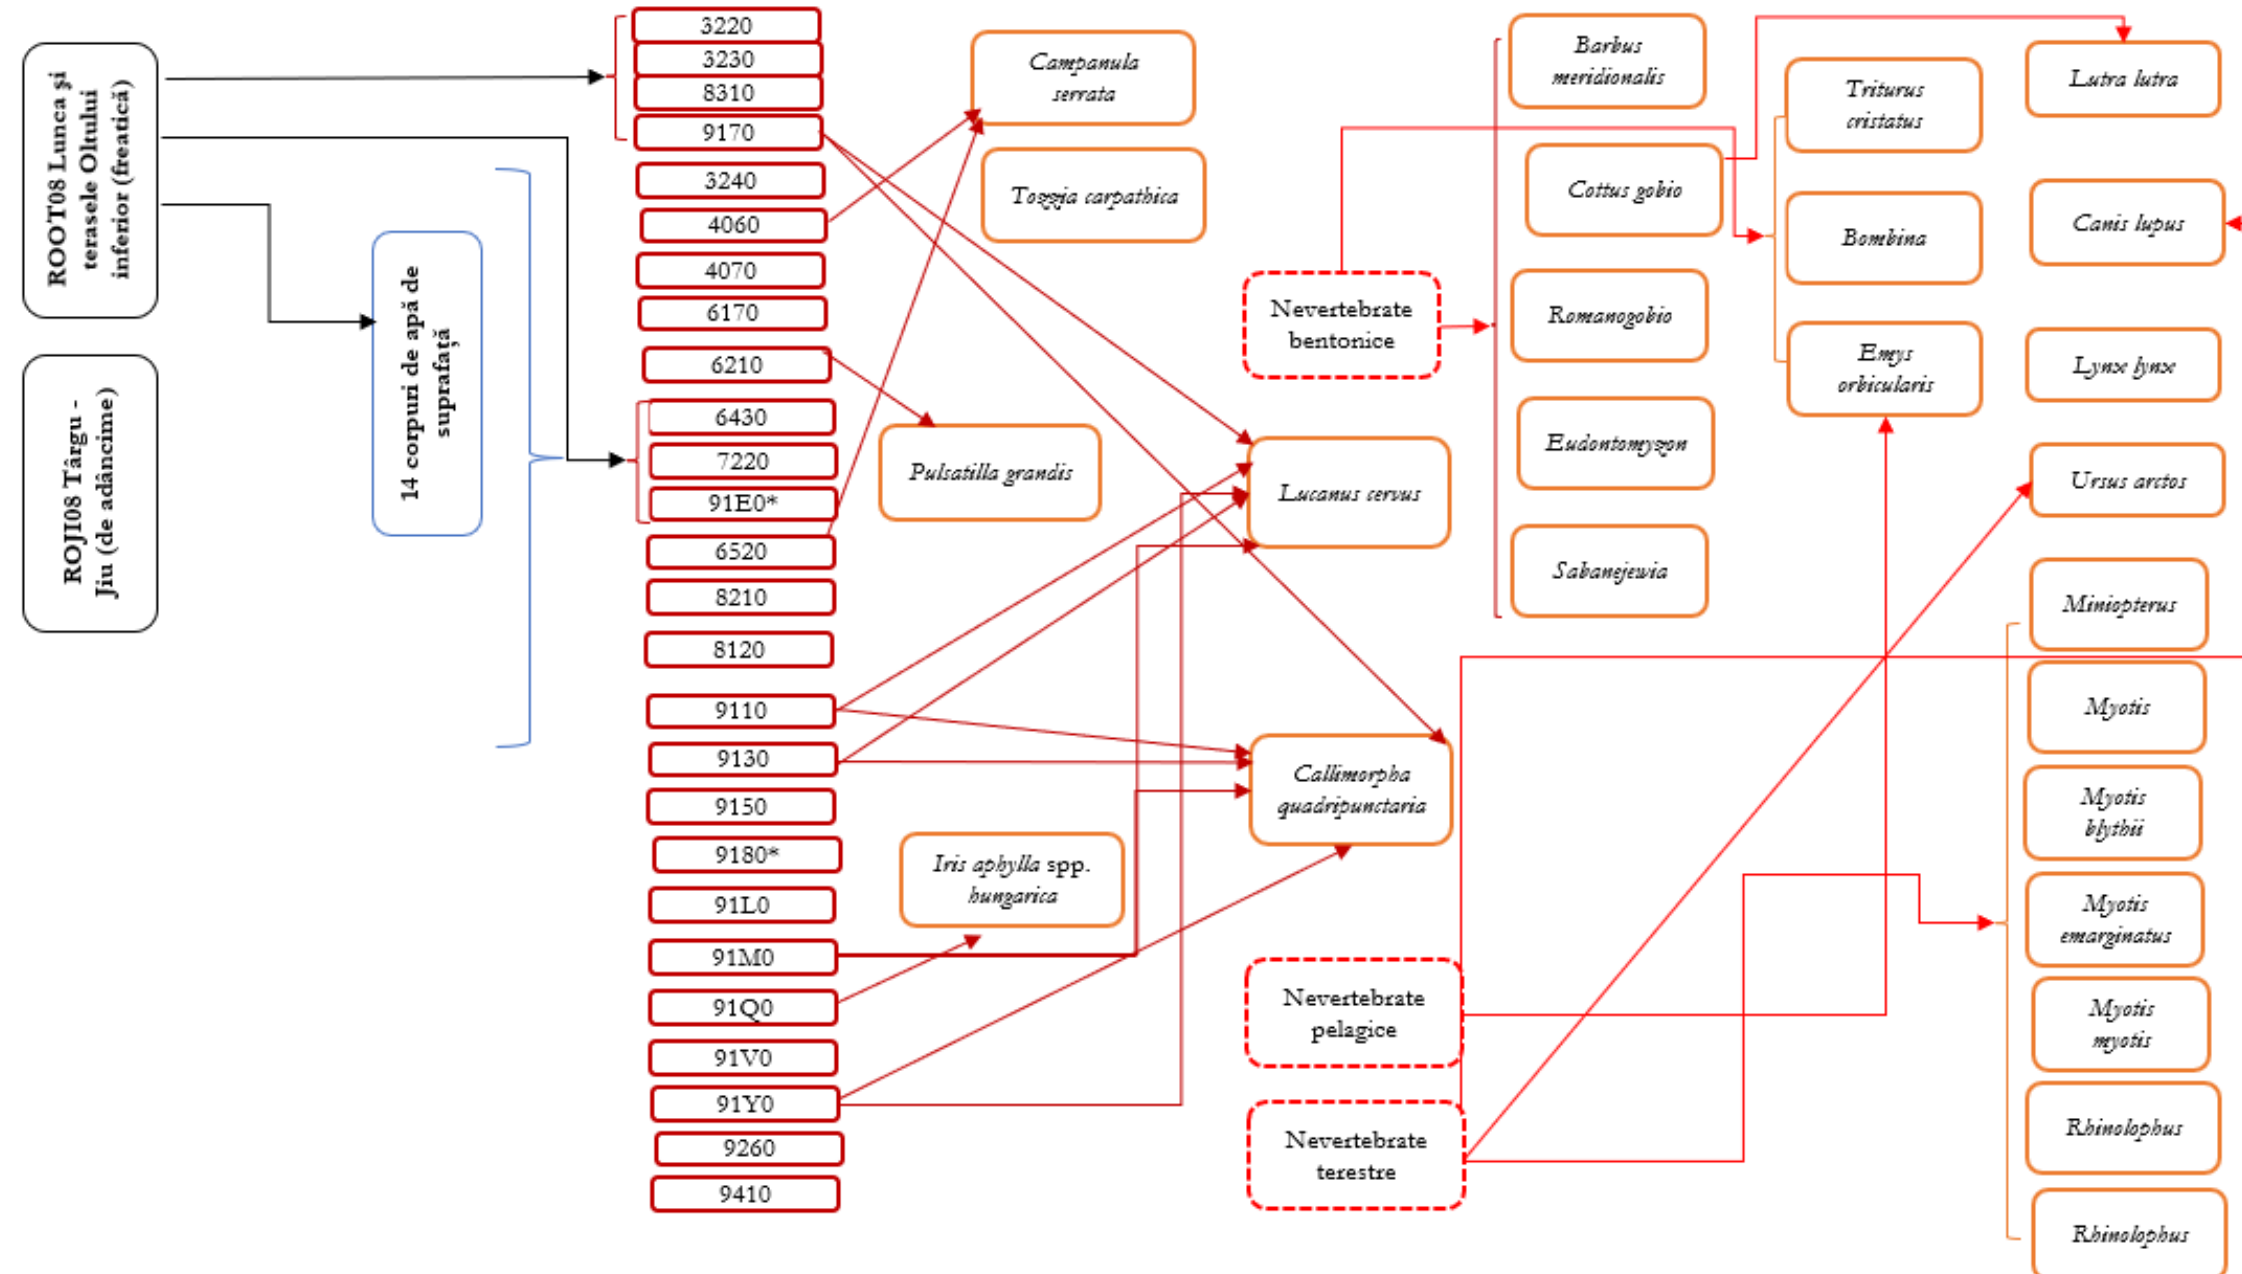 ROOT08 Lunca și
terasele Oltului
inferior (freatică)
ROJI08 Târgu -
Jiu (de adâncime)
14 corpuri de apă de
suprafață
3220
3230
8310
9170
3240
4060
4070
6170
6210
6430
7220
91E0*
6520
8210
8120
9110
9130
9150
9180*
91L0
91M0
91Q0
91V0
91Y0
9260
9410
Campanula
serrata
Tozzia carpathica
Pulsatilla grandis
Iris aphylla spp.
hungarica
Nevertebrate
bentonice
Lucanus cervus
Callimorpha
quadripunctaria
Nevertebrate
pelagice
Nevertebrate
terestre
Barbus
meridionalis
Cottus gobio
Romanogobio
Eudontomyzon
Sabanejewia
Triturus
cristatus
Bombina
Emys
orbicularis
Lutra lutra
Canis lupus
Lynx lynx
Ursus arctos
Miniopterus
Myotis
Myotis
blythii
Myotis
emarginatus
Myotis
myotis
Rhinolophus
Rhinolophus